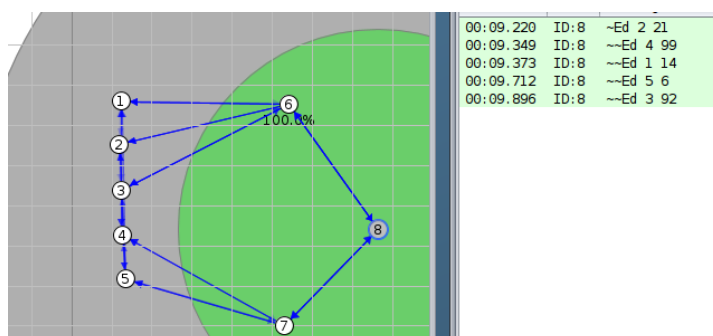 1
6
100.0%
2
3
8
4
5
7
00:09.220 ID:8 ~Ed 2 21
00:09.349 ID:8 ~~Ed 4 99
00:09.373 ID:8 ~~Ed 1 14
00:09.712 ID:8 ~~Ed 5 6
00:09.896 ID:8 ~~Ed 3 92